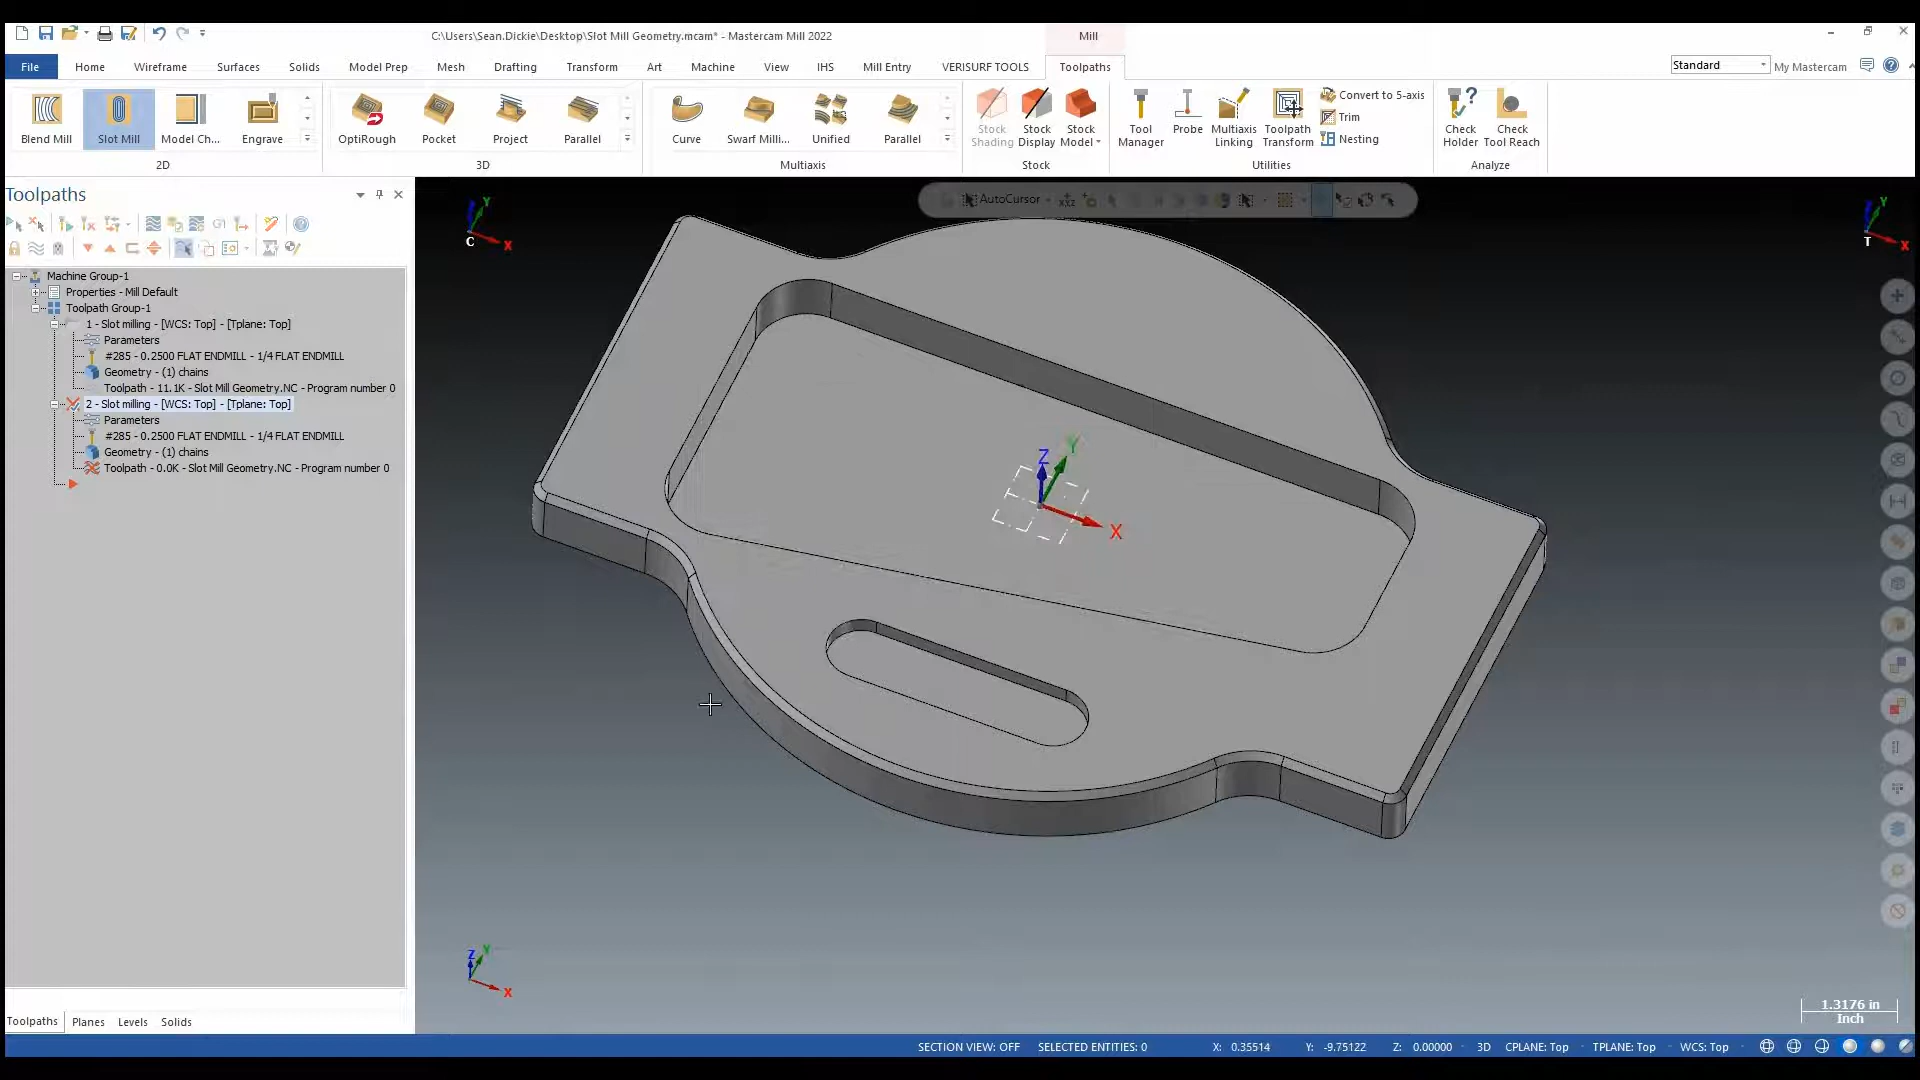 C:\Users\Sean.Dickie\Desktop\Slot Mill Geometry.mcam* - Mastercam Mill 2022
Mill
File Home Wireframe Surfaces Solids Model Prep Mesh Drafting Transform Art Machine View IHS Mill Entry VERISURF TOOLS Toolpaths
Standard My Mastercam
Blend Mill Slot Mill Model Ch... Engrave
2D
OptiRough Pocket Project Parallel
3D
Curve Swarf Milli... Unified Parallel
Multiaxis
Stock Shading Stock Display Stock Model
Stock
Tool Manager Probe Multiaxis Linking Toolpath Transform
Convert to 5-axis
Trim
Nesting
Utilities
Check Holder Check Tool Reach
Analyze
Toolpaths
AutoCursor
Machine Group-1
Properties - Mill Default
Toolpath Group-1
1 - Slot milling - [WCS: Top] - [Tplane: Top]
Parameters
#285 - 0.2500 FLAT ENDMILL - 1/4 FLAT ENDMILL
Geometry - (1) chains
Toolpath - 11.1K - Slot Mill Geometry.NC - Program number 0
2 - Slot milling - [WCS: Top] - [Tplane: Top]
Parameters
#285 - 0.2500 FLAT ENDMILL - 1/4 FLAT ENDMILL
Geometry - (1) chains
Toolpath - 0.0K - Slot Mill Geometry.NC - Program number 0
Y
X
C
Y
X
T
Z
Y
X
Z
Y
X
1.3176 in
Inch
Toolpaths Planes Levels Solids
SECTION VIEW: OFF SELECTED ENTITIES: 0 X: 0.35514 Y: -9.75122 Z: 0.00000 3D CPLANE: Top TPLANE: Top WCS: Top